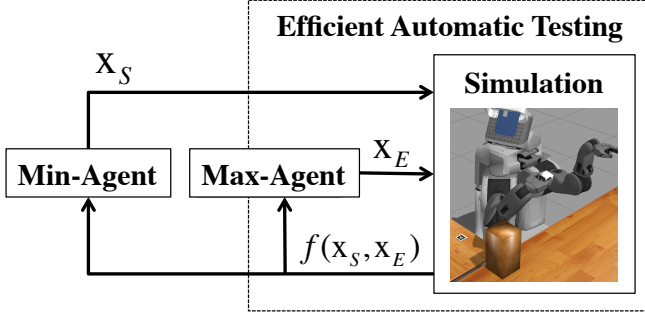 Efficient Automatic Testing
x_S
Simulation
Min-Agent
Max-Agent
x_E
f(x_S, x_E)